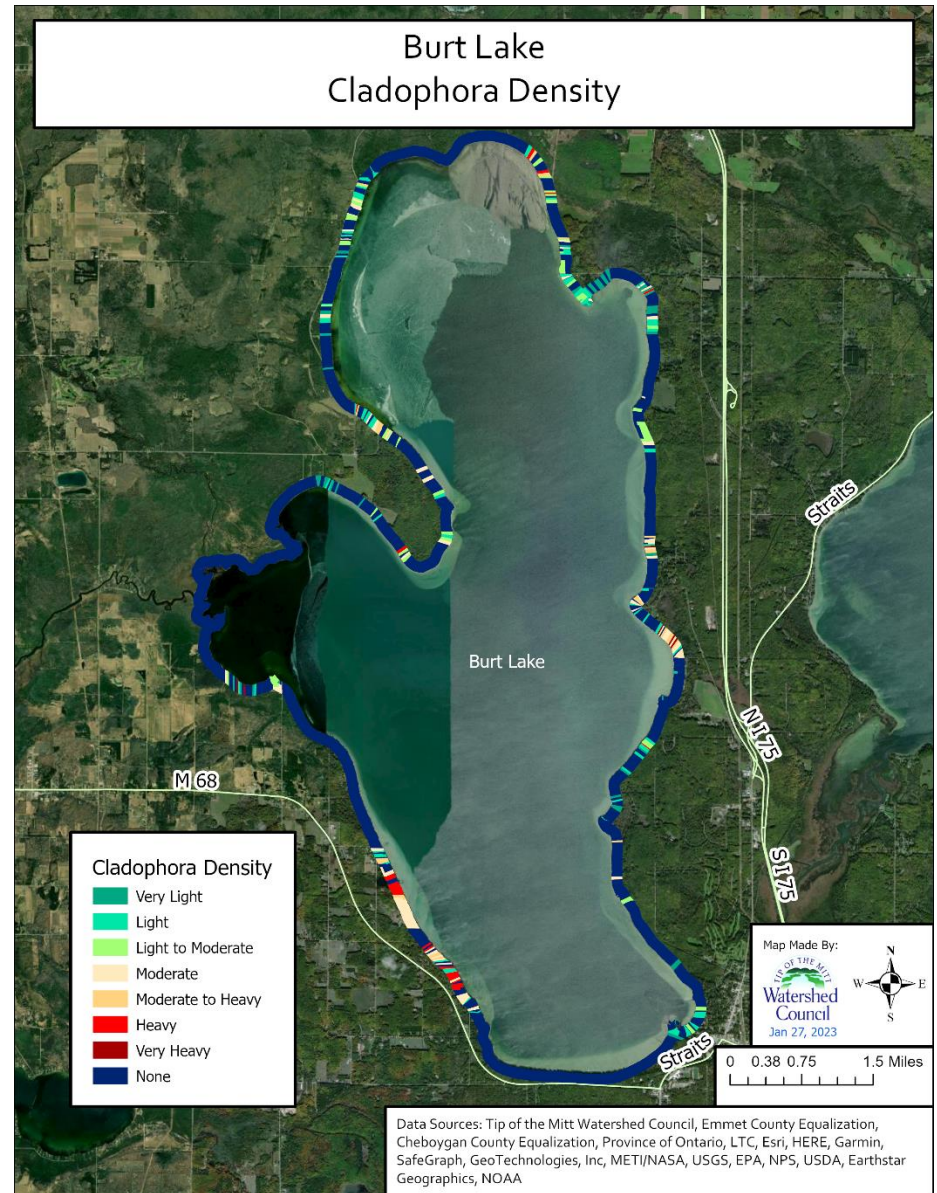 Burt Lake
Cladophora Density
Straits
Burt Lake
N I 75
M 68
S I 75
Straits
Cladophora Density
Very Light
Light
Light to Moderate
Moderate
Moderate to Heavy
Heavy
Very Heavy
None
Map Made By:
TIP OF THE MITT
Watershed
Council
Jan 27, 2023
N
W
E
S
0 0.38 0.75 1.5 Miles
Data Sources: Tip of the Mitt Watershed Council, Emmet County Equalization,
Cheboygan County Equalization, Province of Ontario, LTC, Esri, HERE, Garmin,
SafeGraph, GeoTechnologies, Inc, METI/NASA, USGS, EPA, NPS, USDA, Earthstar
Geographics, NOAA